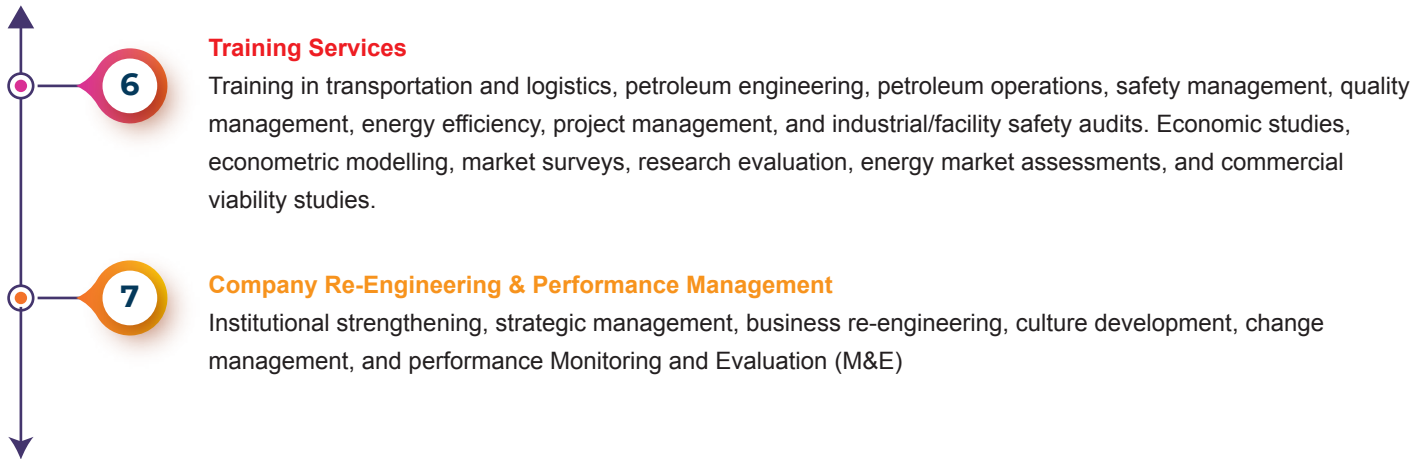 6
Training Services
Training in transportation and logistics, petroleum engineering, petroleum operations, safety management, quality
management, energy efficiency, project management, and industrial/facility safety audits. Economic studies,
econometric modelling, market surveys, research evaluation, energy market assessments, and commercial
viability studies.
7
Company Re-Engineering & Performance Management
Institutional strengthening, strategic management, business re-engineering, culture development, change
management, and performance Monitoring and Evaluation (M&E)